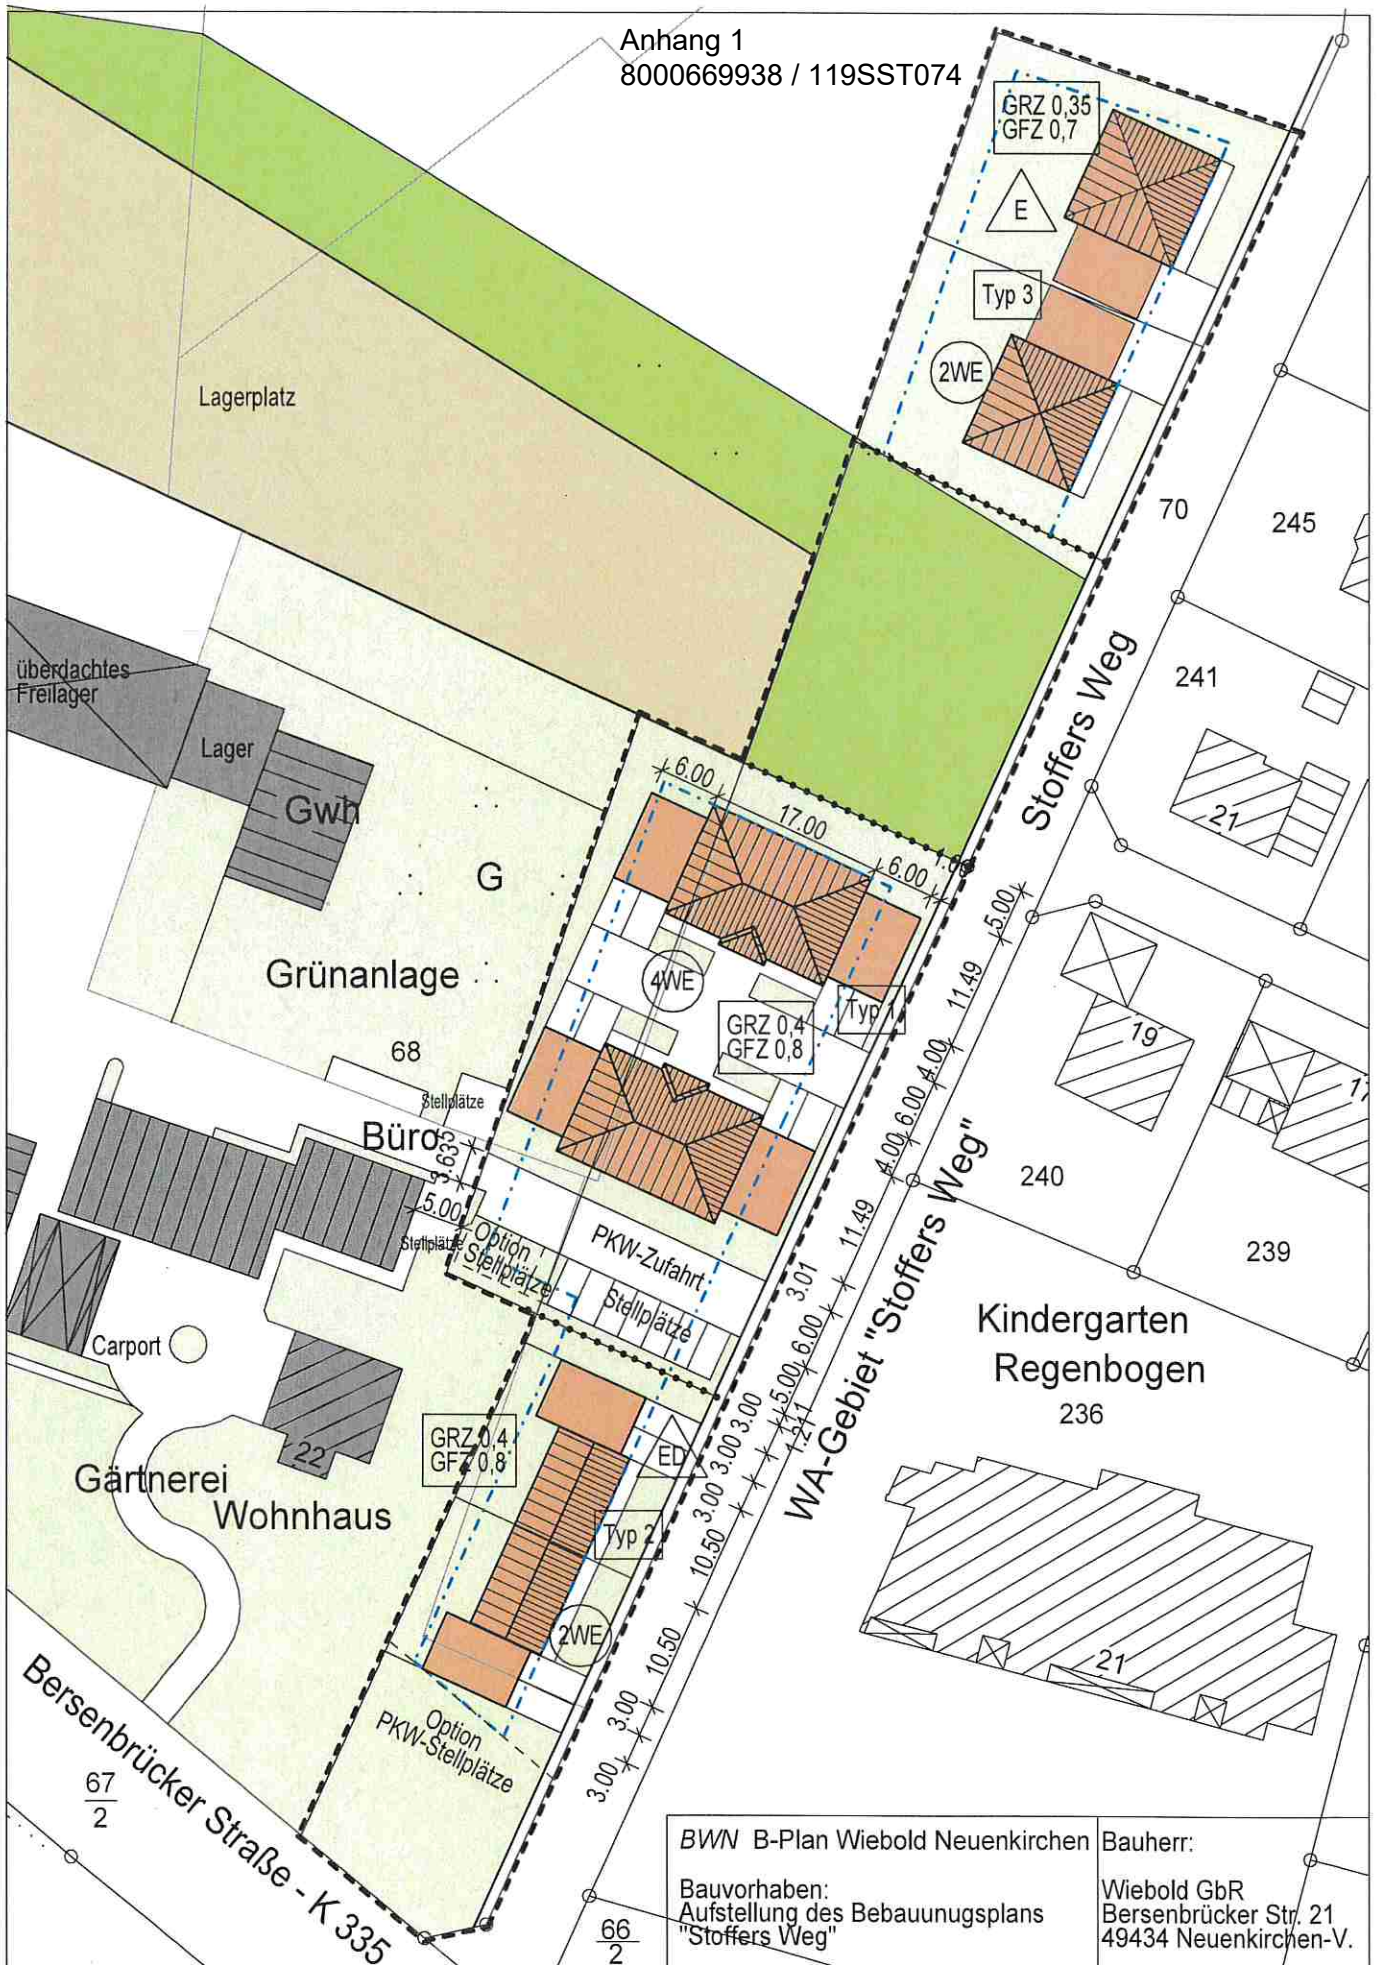 Anhang 1
8000669938 / 119SST074
GRZ 0,35
GFZ 0,7
E
Typ 3
2WE
Lagerplatz
70
245
überdachtes
Freilager
Lager
Gwh
G
Grünanlage
68
Stoffers Weg
241
21
6.00
17.00
6.00
5.00
11.49
4WE
GRZ 0,4
GFZ 0,8
Typ 1
19
17
4.00
6.00
4.00
Stellplätze
Büro
3.635
5.00
Stellplätze
Option
Stellplätze
PKW-Zufahrt
Stellplätze
11.49
240
239
3.01
6.00
5.00
1.211
3.00
3.00
3.00
WA-Gebiet "Stoffers Weg"
Kindergarten
Regenbogen
236
Carport
22
Gärtnerei
Wohnhaus
GRZ 0,4
GFZ 0,8
ED
Typ 2
2WE
10.50
10.50
3.00
3.00
21
Option
PKW-Stellplätze
Bersenbrücker Straße - K 335
67
2
66
2
BWN B-Plan Wiebold Neuenkirchen
Bauvorhaben:
Aufstellung des Bebauunugsplans
"Stoffers Weg"
Bauherr:
Wiebold GbR
Bersenbrücker Str. 21
49434 Neuenkirchen-V.